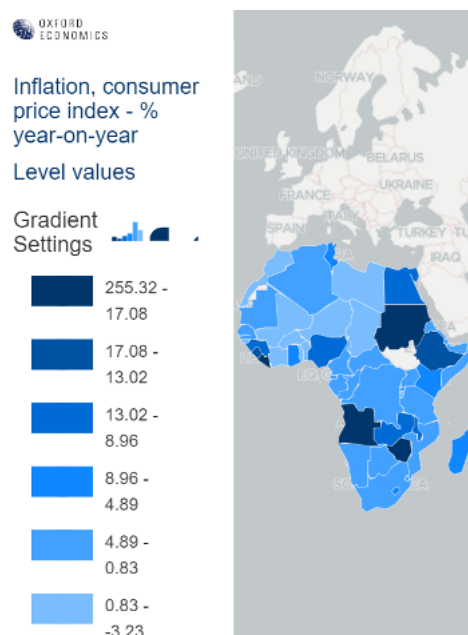 OXFORD
ECONOMICS
Inflation, consumer
price index - %
year-on-year
Level values
Gradient
Settings
255.32 -
17.08
17.08 -
13.02
13.02 -
8.96
8.96 -
4.89
4.89 -
0.83
0.83 -
-3.23
NORWAY
UNITED KINGDOM
BELARUS
UKRAINE
FRANCE
ITALY
SPAIN
TURKEY
IRAQ